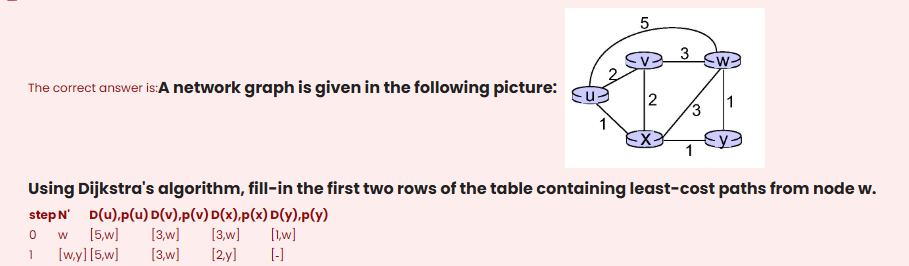 The correct answer is:A network graph is given in the following picture:
5
v
3
w
2
u
2
3
1
1
x
y
1
Using Dijkstra's algorithm, fill-in the first two rows of the table containing least-cost paths from node w.
step N' D(u),p(u) D(v),p(v) D(x),p(x) D(y),p(y)
0 w [5,w] [3,w] [3,w] [1,w]
1 [w,y] [5,w] [3,w] [2,y] [-]